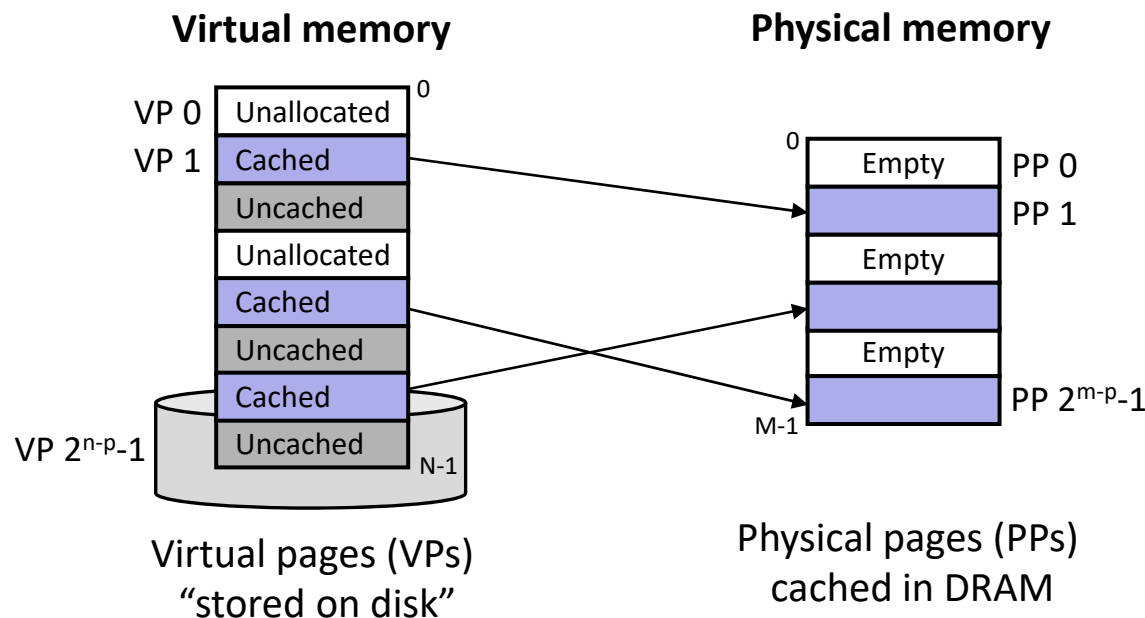 Virtual memory
Physical memory
0
VP 0
Unallocated
VP 1
Cached
Uncached
Unallocated
Cached
Uncached
Cached
VP 2ⁿ⁻ᵖ-1
Uncached
N-1
0
Empty
PP 0
PP 1
Empty
Empty
PP 2ᵐ⁻ᵖ-1
M-1
Virtual pages (VPs)
“stored on disk”
Physical pages (PPs)
cached in DRAM